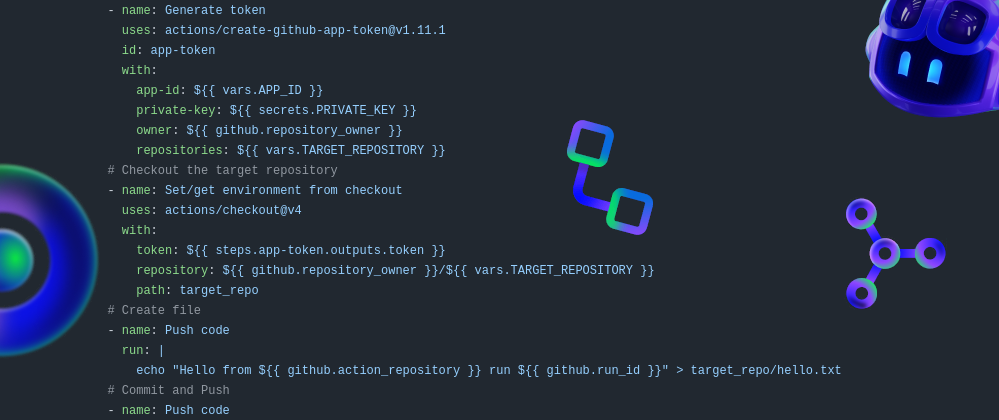 - name: Generate token
uses: actions/create-github-app-token@v1.11.1
id: app-token
with:
app-id: ${{ vars.APP_ID }}
private-key: ${{ secrets.PRIVATE_KEY }}
owner: ${{ github.repository_owner }}
repositories: ${{ vars.TARGET_REPOSITORY }}
# Checkout the target repository
- name: Set/get environment from checkout
uses: actions/checkout@v4
with:
token: ${{ steps.app-token.outputs.token }}
repository: ${{ github.repository_owner }}/${{ vars.TARGET_REPOSITORY }}
path: target_repo
# Create file
- name: Push code
run: |
echo "Hello from ${{ github.action_repository }} run ${{ github.run_id }}" > target_repo/hello.txt
# Commit and Push
- name: Push code